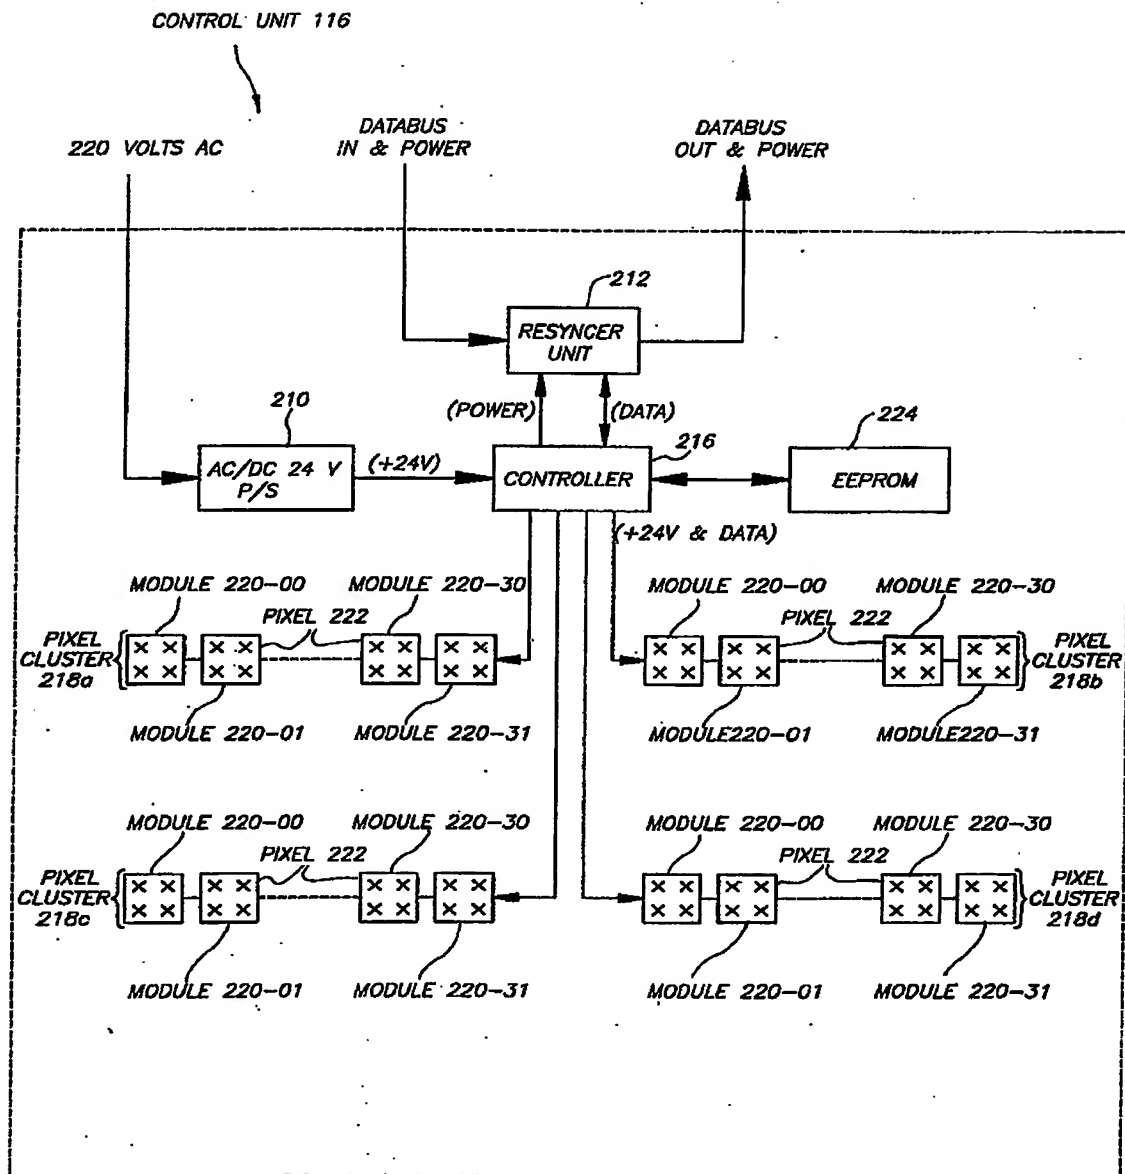 CONTROL UNIT 116
220 VOLTS AC
DATABUS
IN & POWER
DATABUS
OUT & POWER
212
RESYNCER
UNIT
(POWER)
(DATA)
210
AC/DC 24 V
P/S
(+24V)
216
CONTROLLER
224
EEPROM
(+24V & DATA)
MODULE 220-00
MODULE 220-30
PIXEL 222
PIXEL
CLUSTER
218a
MODULE 220-01
MODULE 220-31
MODULE 220-00
MODULE 220-30
PIXEL 222
PIXEL
CLUSTER
218b
MODULE220-01
MODULE220-31
MODULE 220-00
MODULE 220-30
PIXEL 222
PIXEL
CLUSTER
218c
MODULE 220-01
MODULE 220-31
MODULE 220-00
MODULE 220-30
PIXEL 222
PIXEL
CLUSTER
218d
MODULE 220-01
MODULE 220-31